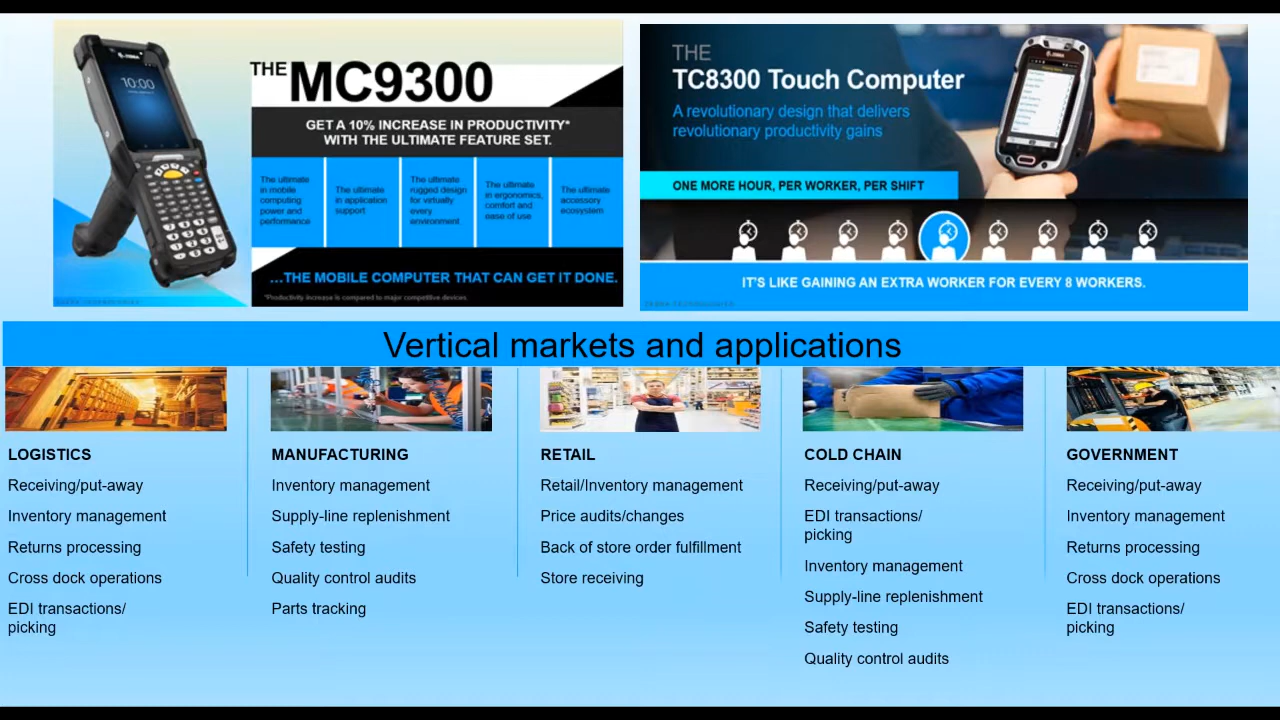 THE MC9300
GET A 10% INCREASE IN PRODUCTIVITY*
WITH THE ULTIMATE FEATURE SET.
The ultimate
in mobile
computing
power and
performance
The ultimate
in application
support
The ultimate
rugged design
for virtually
every
environment
The ultimate
in ergonomics,
comfort and
ease of use
The ultimate
accessory
ecosystem
...THE MOBILE COMPUTER THAT CAN GET IT DONE.
*Productivity increase is compared to major competitive devices.
10:00
THE
TC8300 Touch Computer
A revolutionary design that delivers
revolutionary productivity gains
ONE MORE HOUR, PER WORKER, PER SHIFT
IT'S LIKE GAINING AN EXTRA WORKER FOR EVERY 8 WORKERS.
ZEBRA TECHNOLOGIES
Vertical markets and applications
LOGISTICS
Receiving/put-away
Inventory management
Returns processing
Cross dock operations
EDI transactions/
picking
MANUFACTURING
Inventory management
Supply-line replenishment
Safety testing
Quality control audits
Parts tracking
RETAIL
Retail/Inventory management
Price audits/changes
Back of store order fulfillment
Store receiving
COLD CHAIN
Receiving/put-away
EDI transactions/
picking
Inventory management
Supply-line replenishment
Safety testing
Quality control audits
GOVERNMENT
Receiving/put-away
Inventory management
Returns processing
Cross dock operations
EDI transactions/
picking